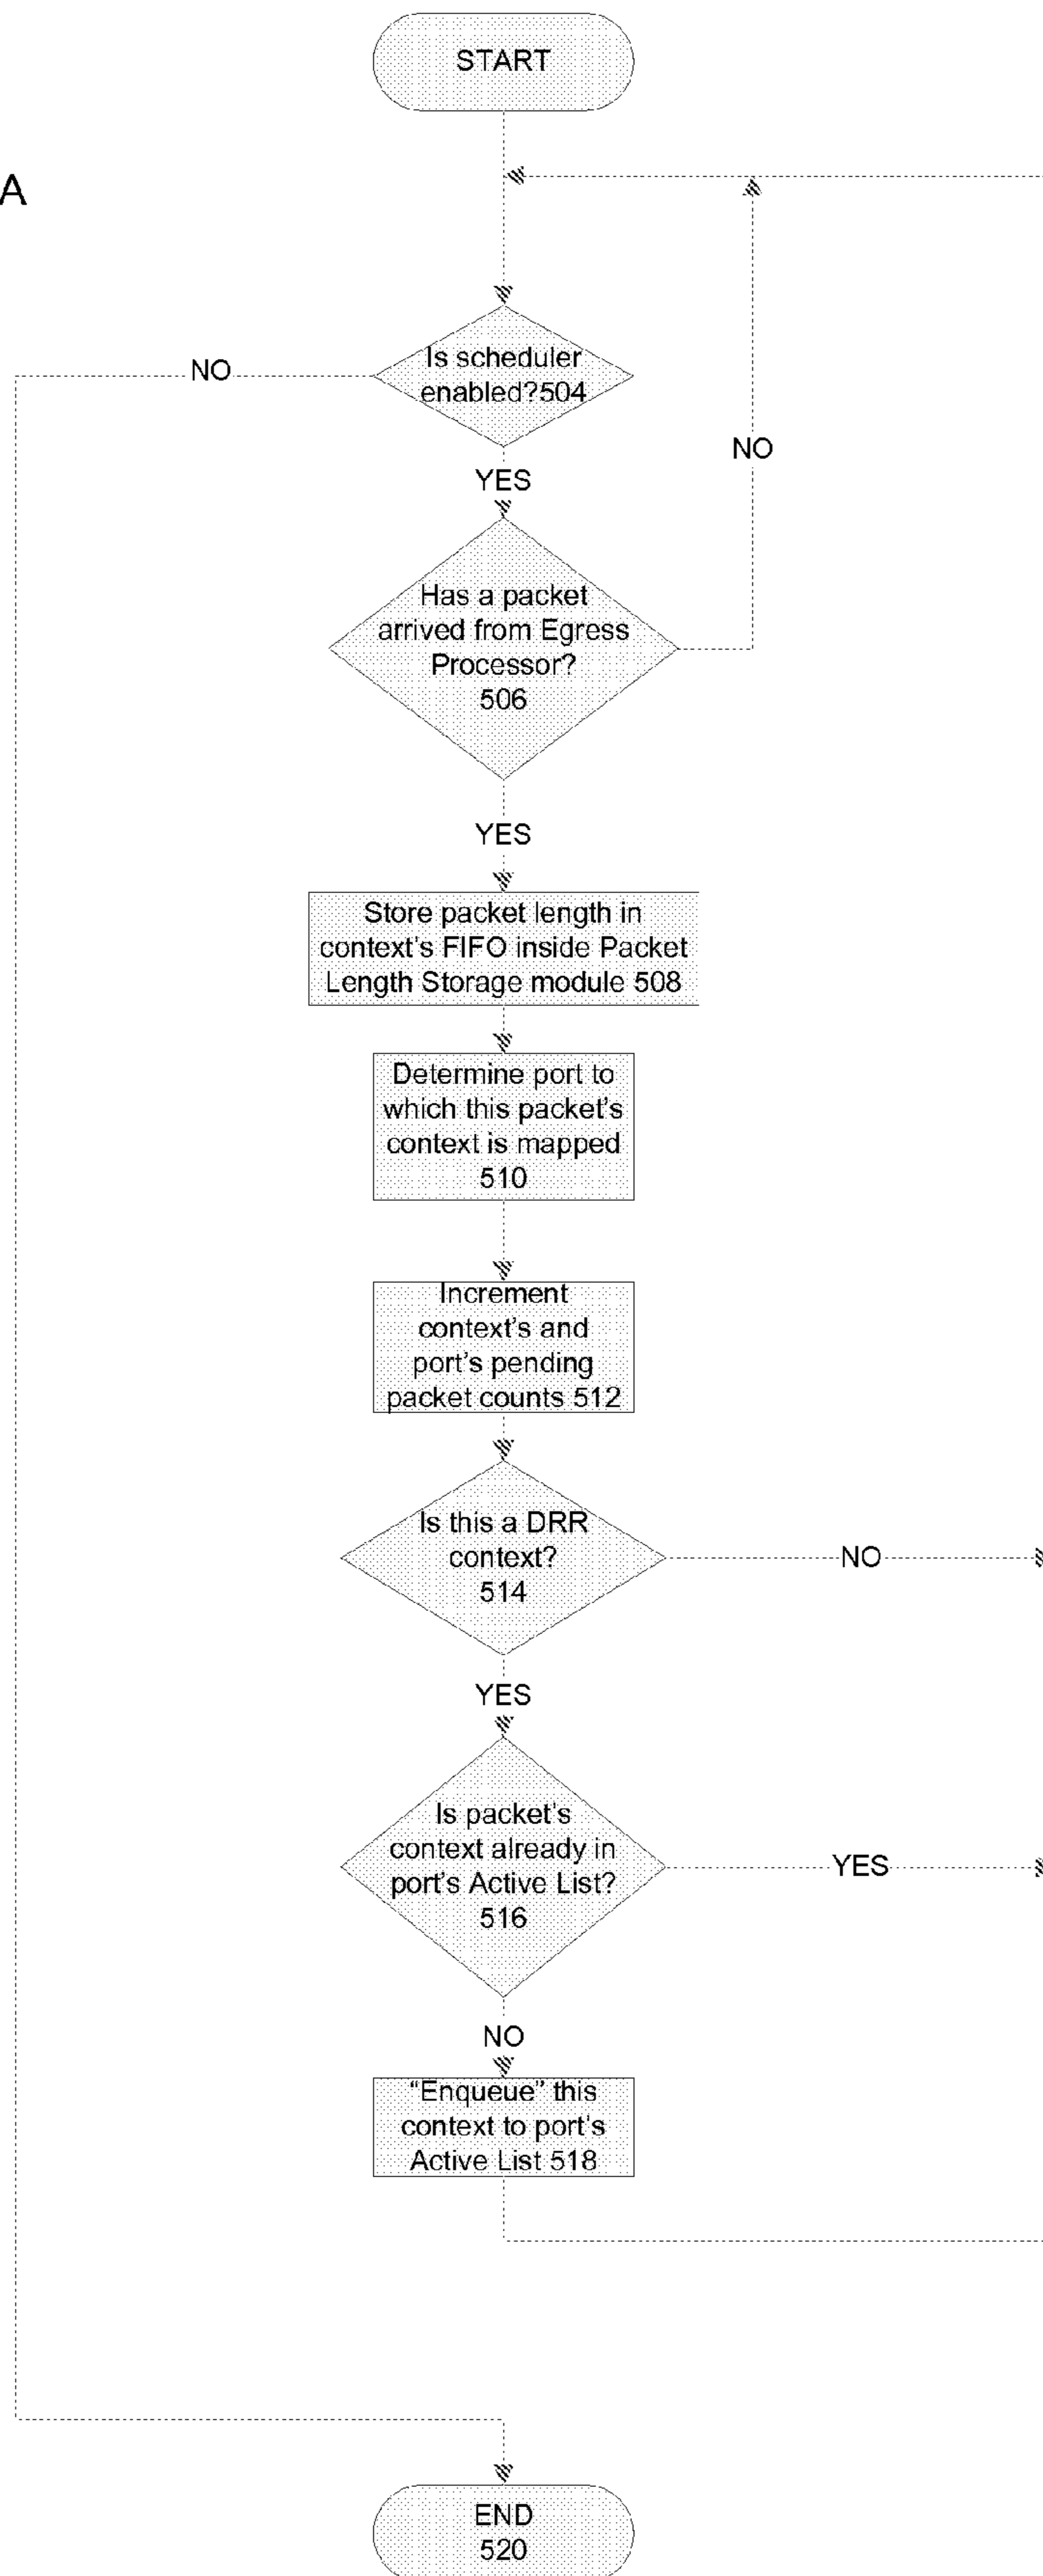 START
A
Is scheduler
enabled?504
NO
YES
NO
Has a packet
arrived from Egress
Processor?
506
YES
Store packet length in
context's FIFO inside Packet
Length Storage module 508
Determine port to
which this packet's
context is mapped
510
Increment
context's and
port's pending
packet counts 512
Is this a DRR
context?
514
NO
YES
Is packet's
context already in
port's Active List?
516
YES
NO
“Enqueue” this
context to port's
Active List 518
END
520